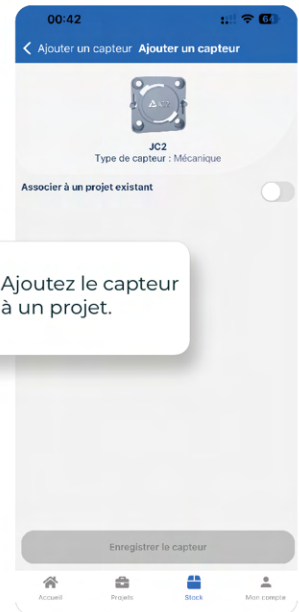 00:42
64
Ajouter un capteur Ajouter un capteur
JC2
Type de capteur : Mécanique
Associer à un projet existant
Ajoutez le capteur
à un projet.
Enregistrer le capteur
Accueil Projets Stock Mon compte